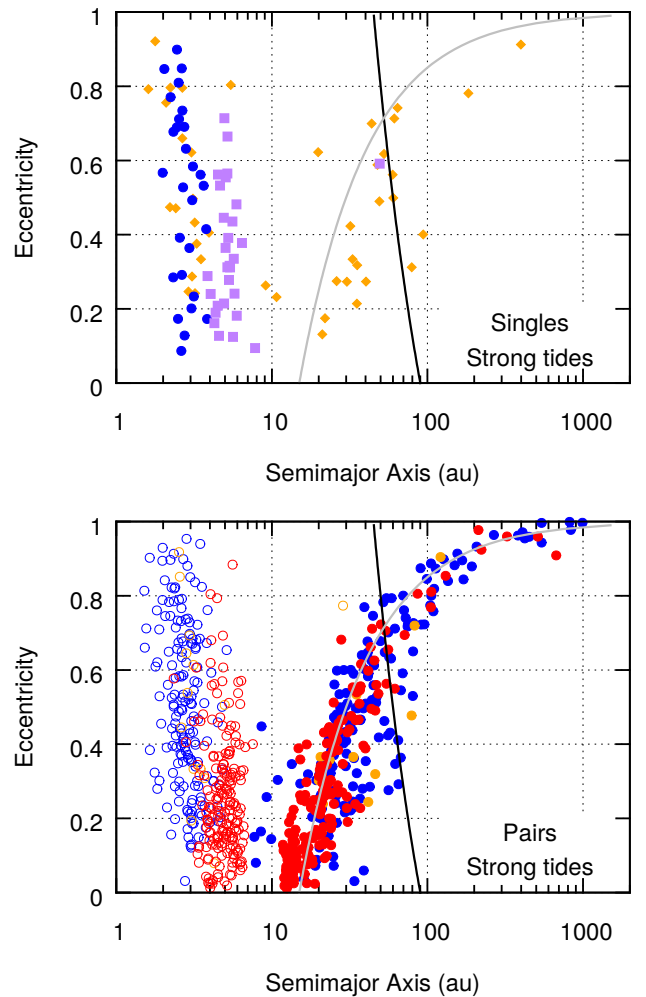 1
0.8
0.6
0.4
0.2
0
Eccentricity
Singles
Strong tides
1 10 100 1000
Semimajor Axis (au)
1
0.8
0.6
0.4
0.2
0
Eccentricity
Pairs
Strong tides
1 10 100 1000
Semimajor Axis (au)